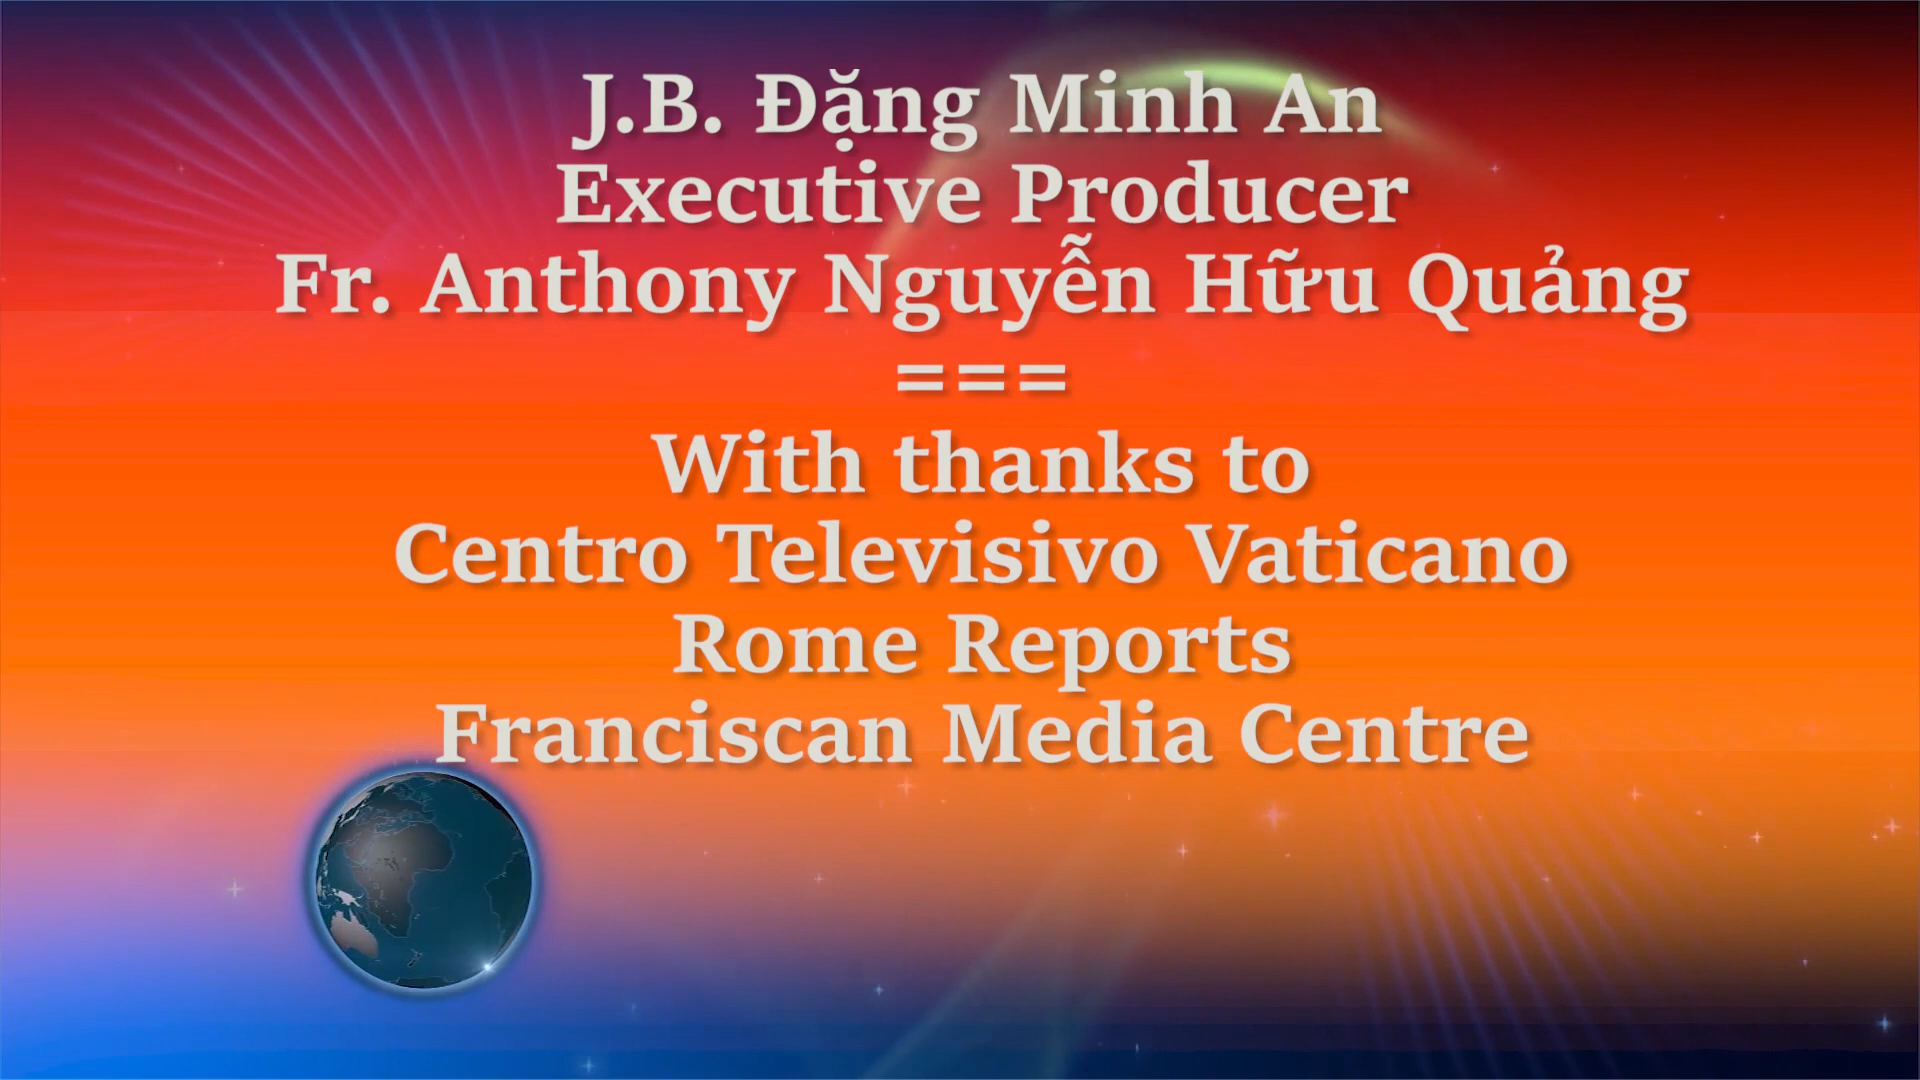 J.B. Đặng Minh An
Executive Producer
Fr. Anthony Nguyễn Hữu Quảng
===
With thanks to
Centro Televisivo Vaticano
Rome Reports
Franciscan Media Centre